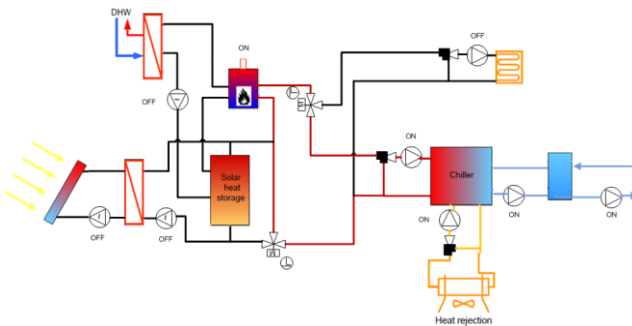 DHW
ON
OFF
OFF
M
ON
Solar
heat
storage
Chiller
OFF
OFF
ON
ON
ON
M
Heat rejection